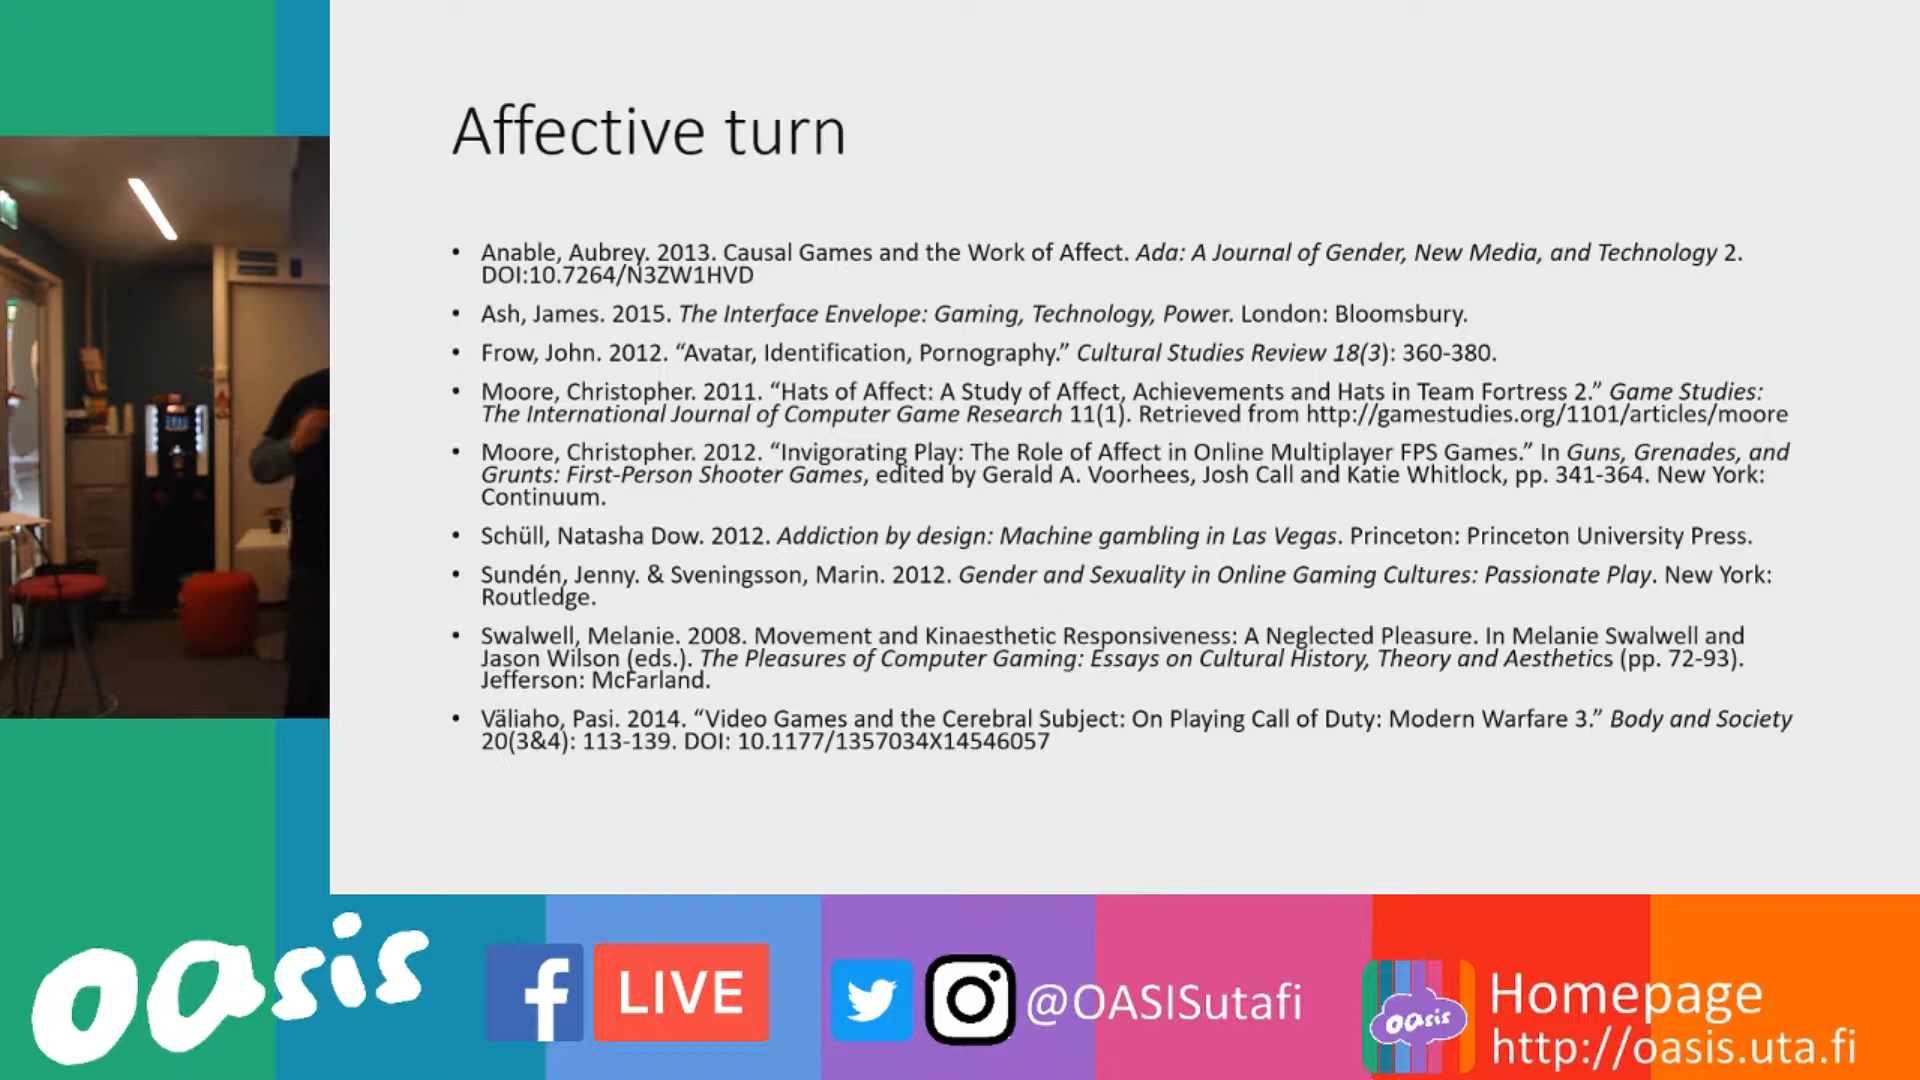 Affective turn
• Anable, Aubrey. 2013. Causal Games and the Work of Affect. Ada: A Journal of Gender, New Media, and Technology 2.
DOI:10.7264/N3ZW1HVD
• Ash, James. 2015. The Interface Envelope: Gaming, Technology, Power. London: Bloomsbury.
• Frow, John. 2012. “Avatar, Identification, Pornography.” Cultural Studies Review 18(3): 360-380.
• Moore, Christopher. 2011. “Hats of Affect: A Study of Affect, Achievements and Hats in Team Fortress 2.” Game Studies:
The International Journal of Computer Game Research 11(1). Retrieved from http://gamestudies.org/1101/articles/moore
• Moore, Christopher. 2012. “Invigorating Play: The Role of Affect in Online Multiplayer FPS Games.” In Guns, Grenades, and
Grunts: First-Person Shooter Games, edited by Gerald A. Voorhees, Josh Call and Katie Whitlock, pp. 341-364. New York:
Continuum.
• Schüll, Natasha Dow. 2012. Addiction by design: Machine gambling in Las Vegas. Princeton: Princeton University Press.
• Sundén, Jenny. & Sveningsson, Marin. 2012. Gender and Sexuality in Online Gaming Cultures: Passionate Play. New York:
Routledge.
• Swalwell, Melanie. 2008. Movement and Kinaesthetic Responsiveness: A Neglected Pleasure. In Melanie Swalwell and
Jason Wilson (eds.). The Pleasures of Computer Gaming: Essays on Cultural History, Theory and Aesthetics (pp. 72-93).
Jefferson: McFarland.
• Väliaho, Pasi. 2014. “Video Games and the Cerebral Subject: On Playing Call of Duty: Modern Warfare 3.” Body and Society
20(3&4): 113-139. DOI: 10.1177/1357034X14546057
oasis
f LIVE
@OASISutafi
oasis
Homepage
http://oasis.uta.fi